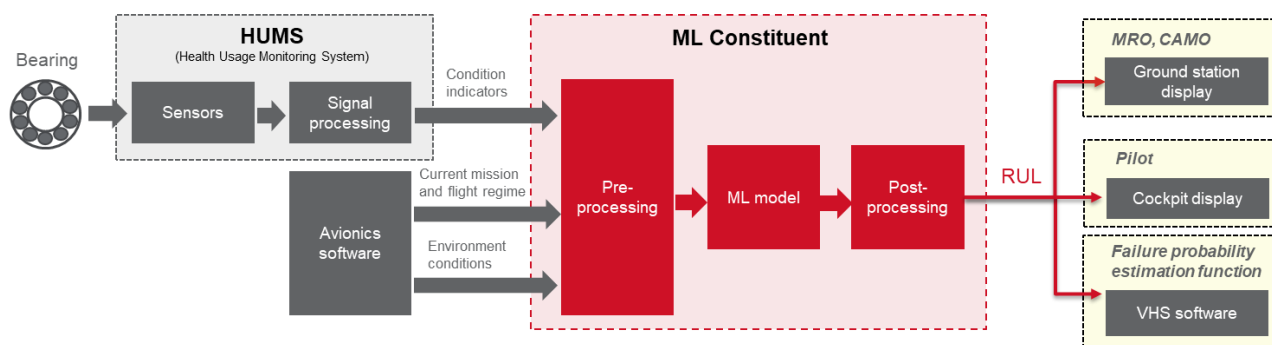 HUMS
(Health Usage Monitoring System)
Bearing
Sensors
Signal
processing
Condition
indicators
Current mission
and flight regime
Avionics
software
Environment
conditions
ML Constituent
Pre-
processing
ML model
Post-
processing
RUL
MRO, CAMO
Ground station
display
Pilot
Cockpit display
Failure probability
estimation function
VHS software